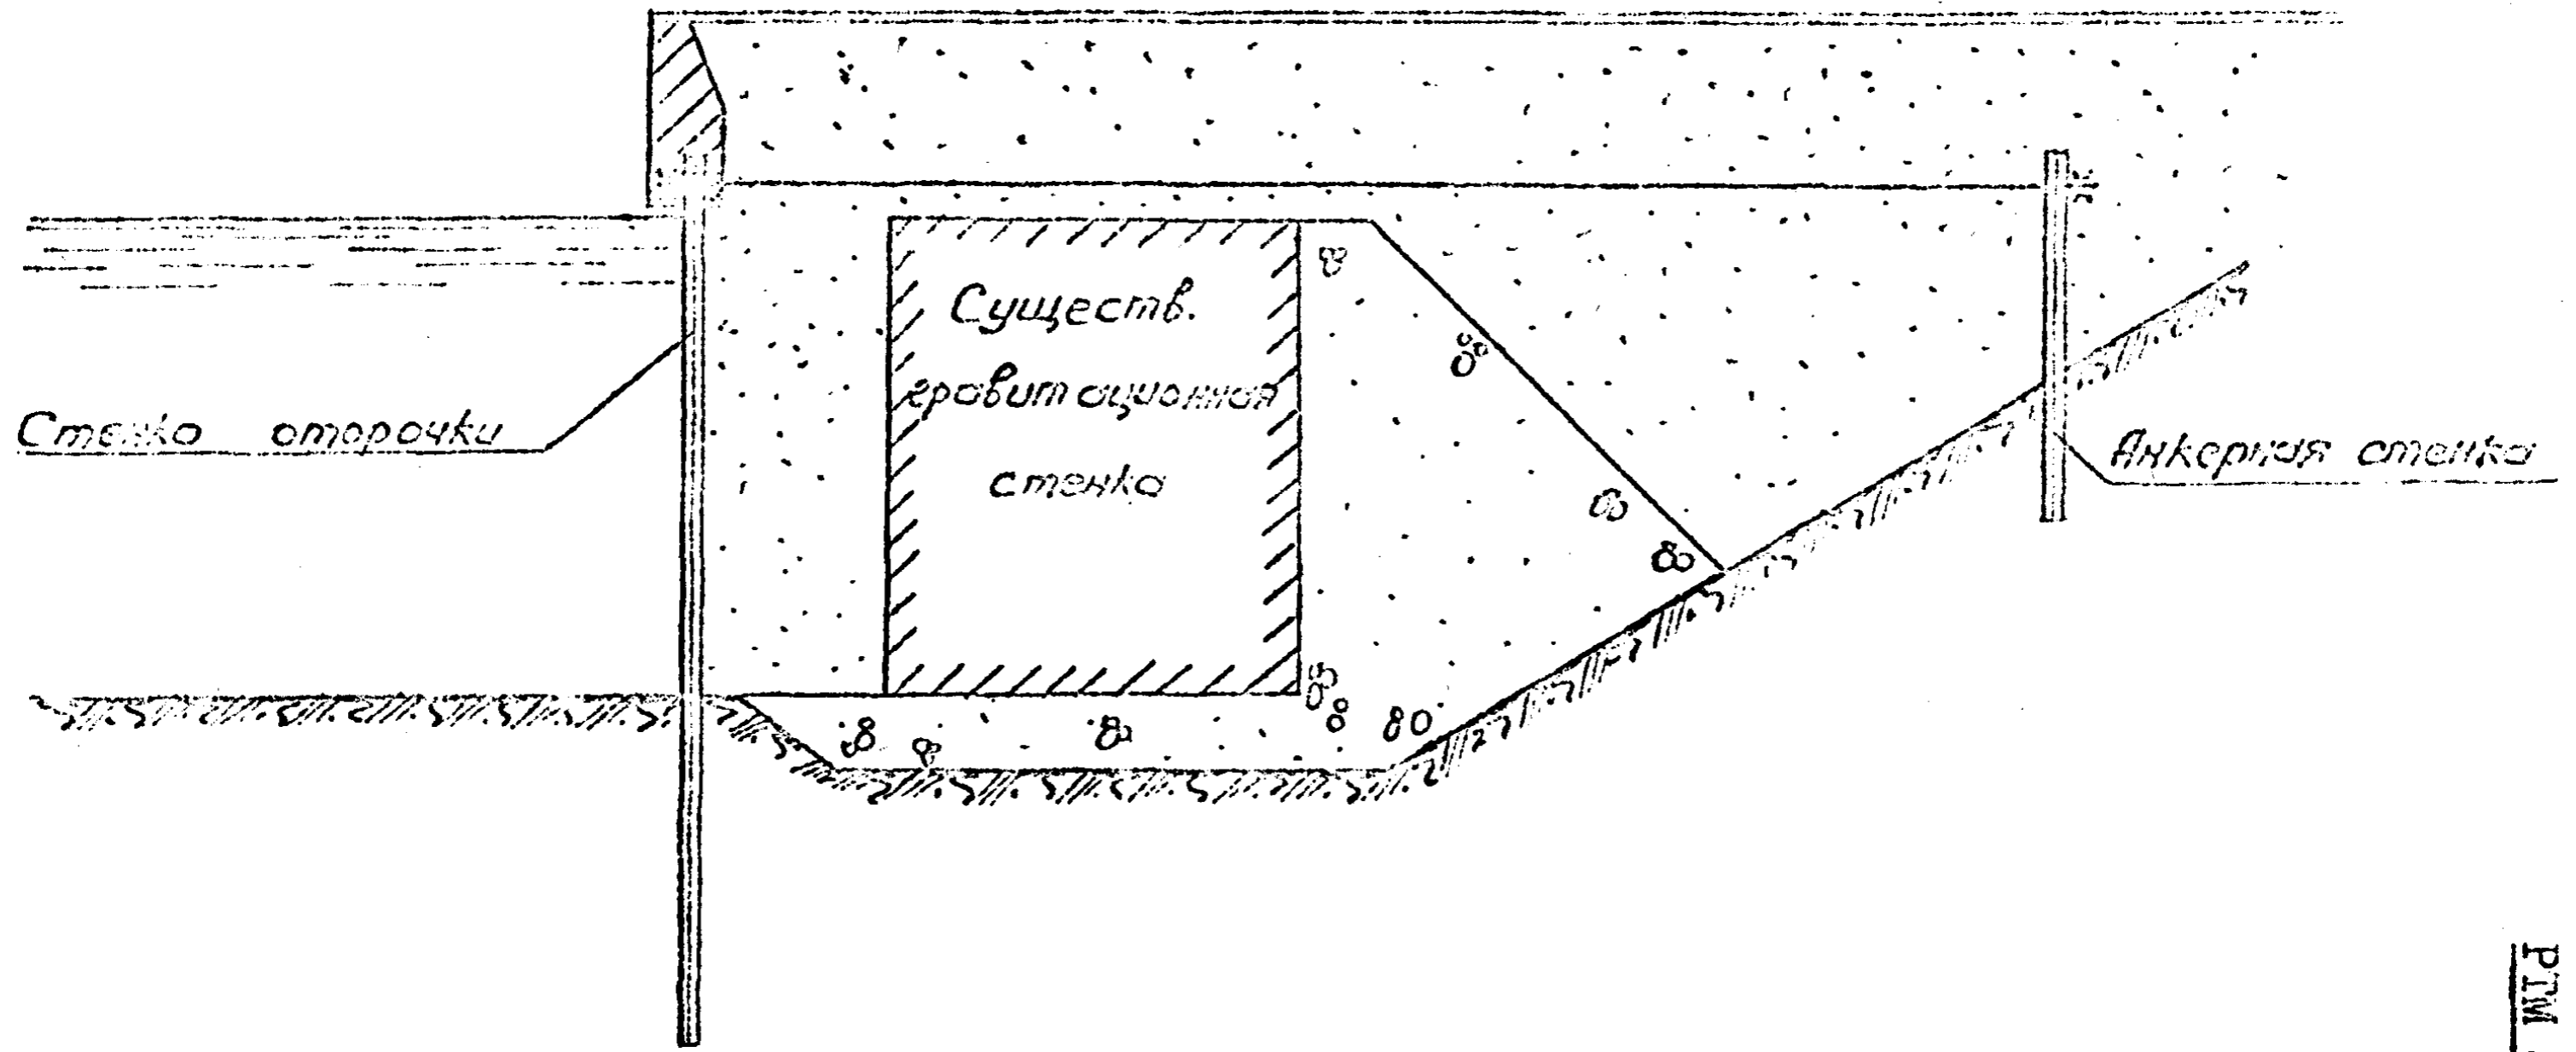 Существ.
гравитационная
стенка
Стенка оторочки
Анкерная стенка
РТМ